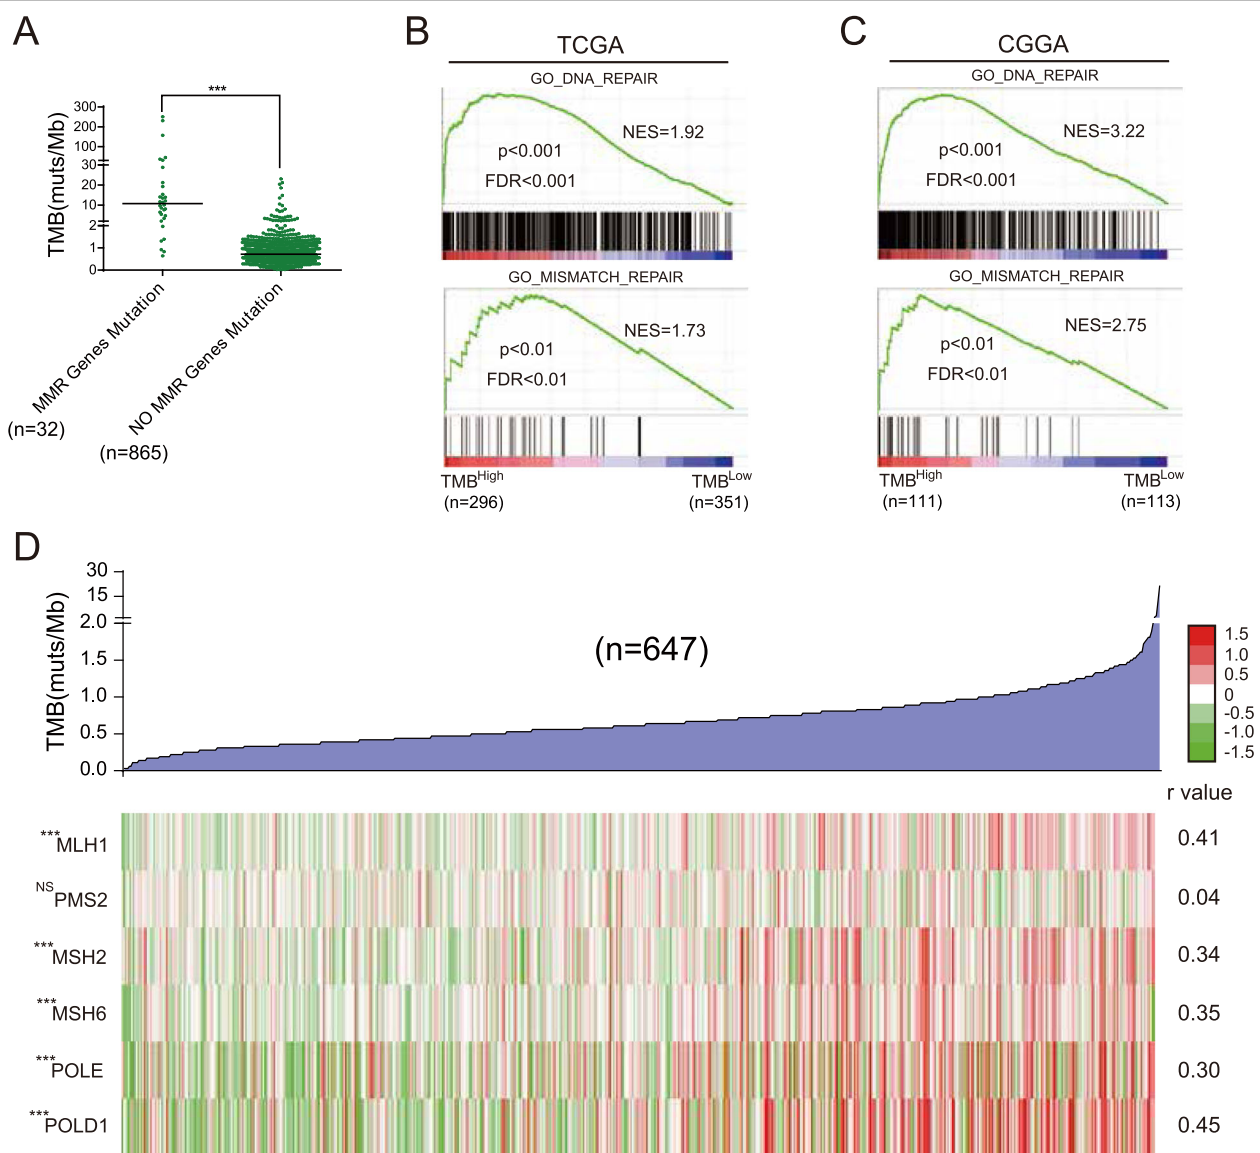 A
TMB(muts/Mb)
300
200
100
30
20
10
2
1
0
***
MMR Genes Mutation
(n=32)
NO MMR Genes Mutation
(n=865)
B
TCGA
GO_DNA_REPAIR
NES=1.92
p<0.001
FDR<0.001
GO_MISMATCH_REPAIR
NES=1.73
p<0.01
FDR<0.01
TMBHigh
(n=296)
TMBLow
(n=351)
C
CGGA
GO_DNA_REPAIR
NES=3.22
p<0.001
FDR<0.001
GO_MISMATCH_REPAIR
NES=2.75
p<0.01
FDR<0.01
TMBHigh
(n=111)
TMBLow
(n=113)
D
TMB(muts/Mb)
30
15
2.0
1.5
1.0
0.5
0.0
(n=647)
1.5
1.0
0.5
0
-0.5
-1.0
-1.5
r value
***MLH1 0.41
NSPMS2 0.04
***MSH2 0.34
***MSH6 0.35
***POLE 0.30
***POLD1 0.45